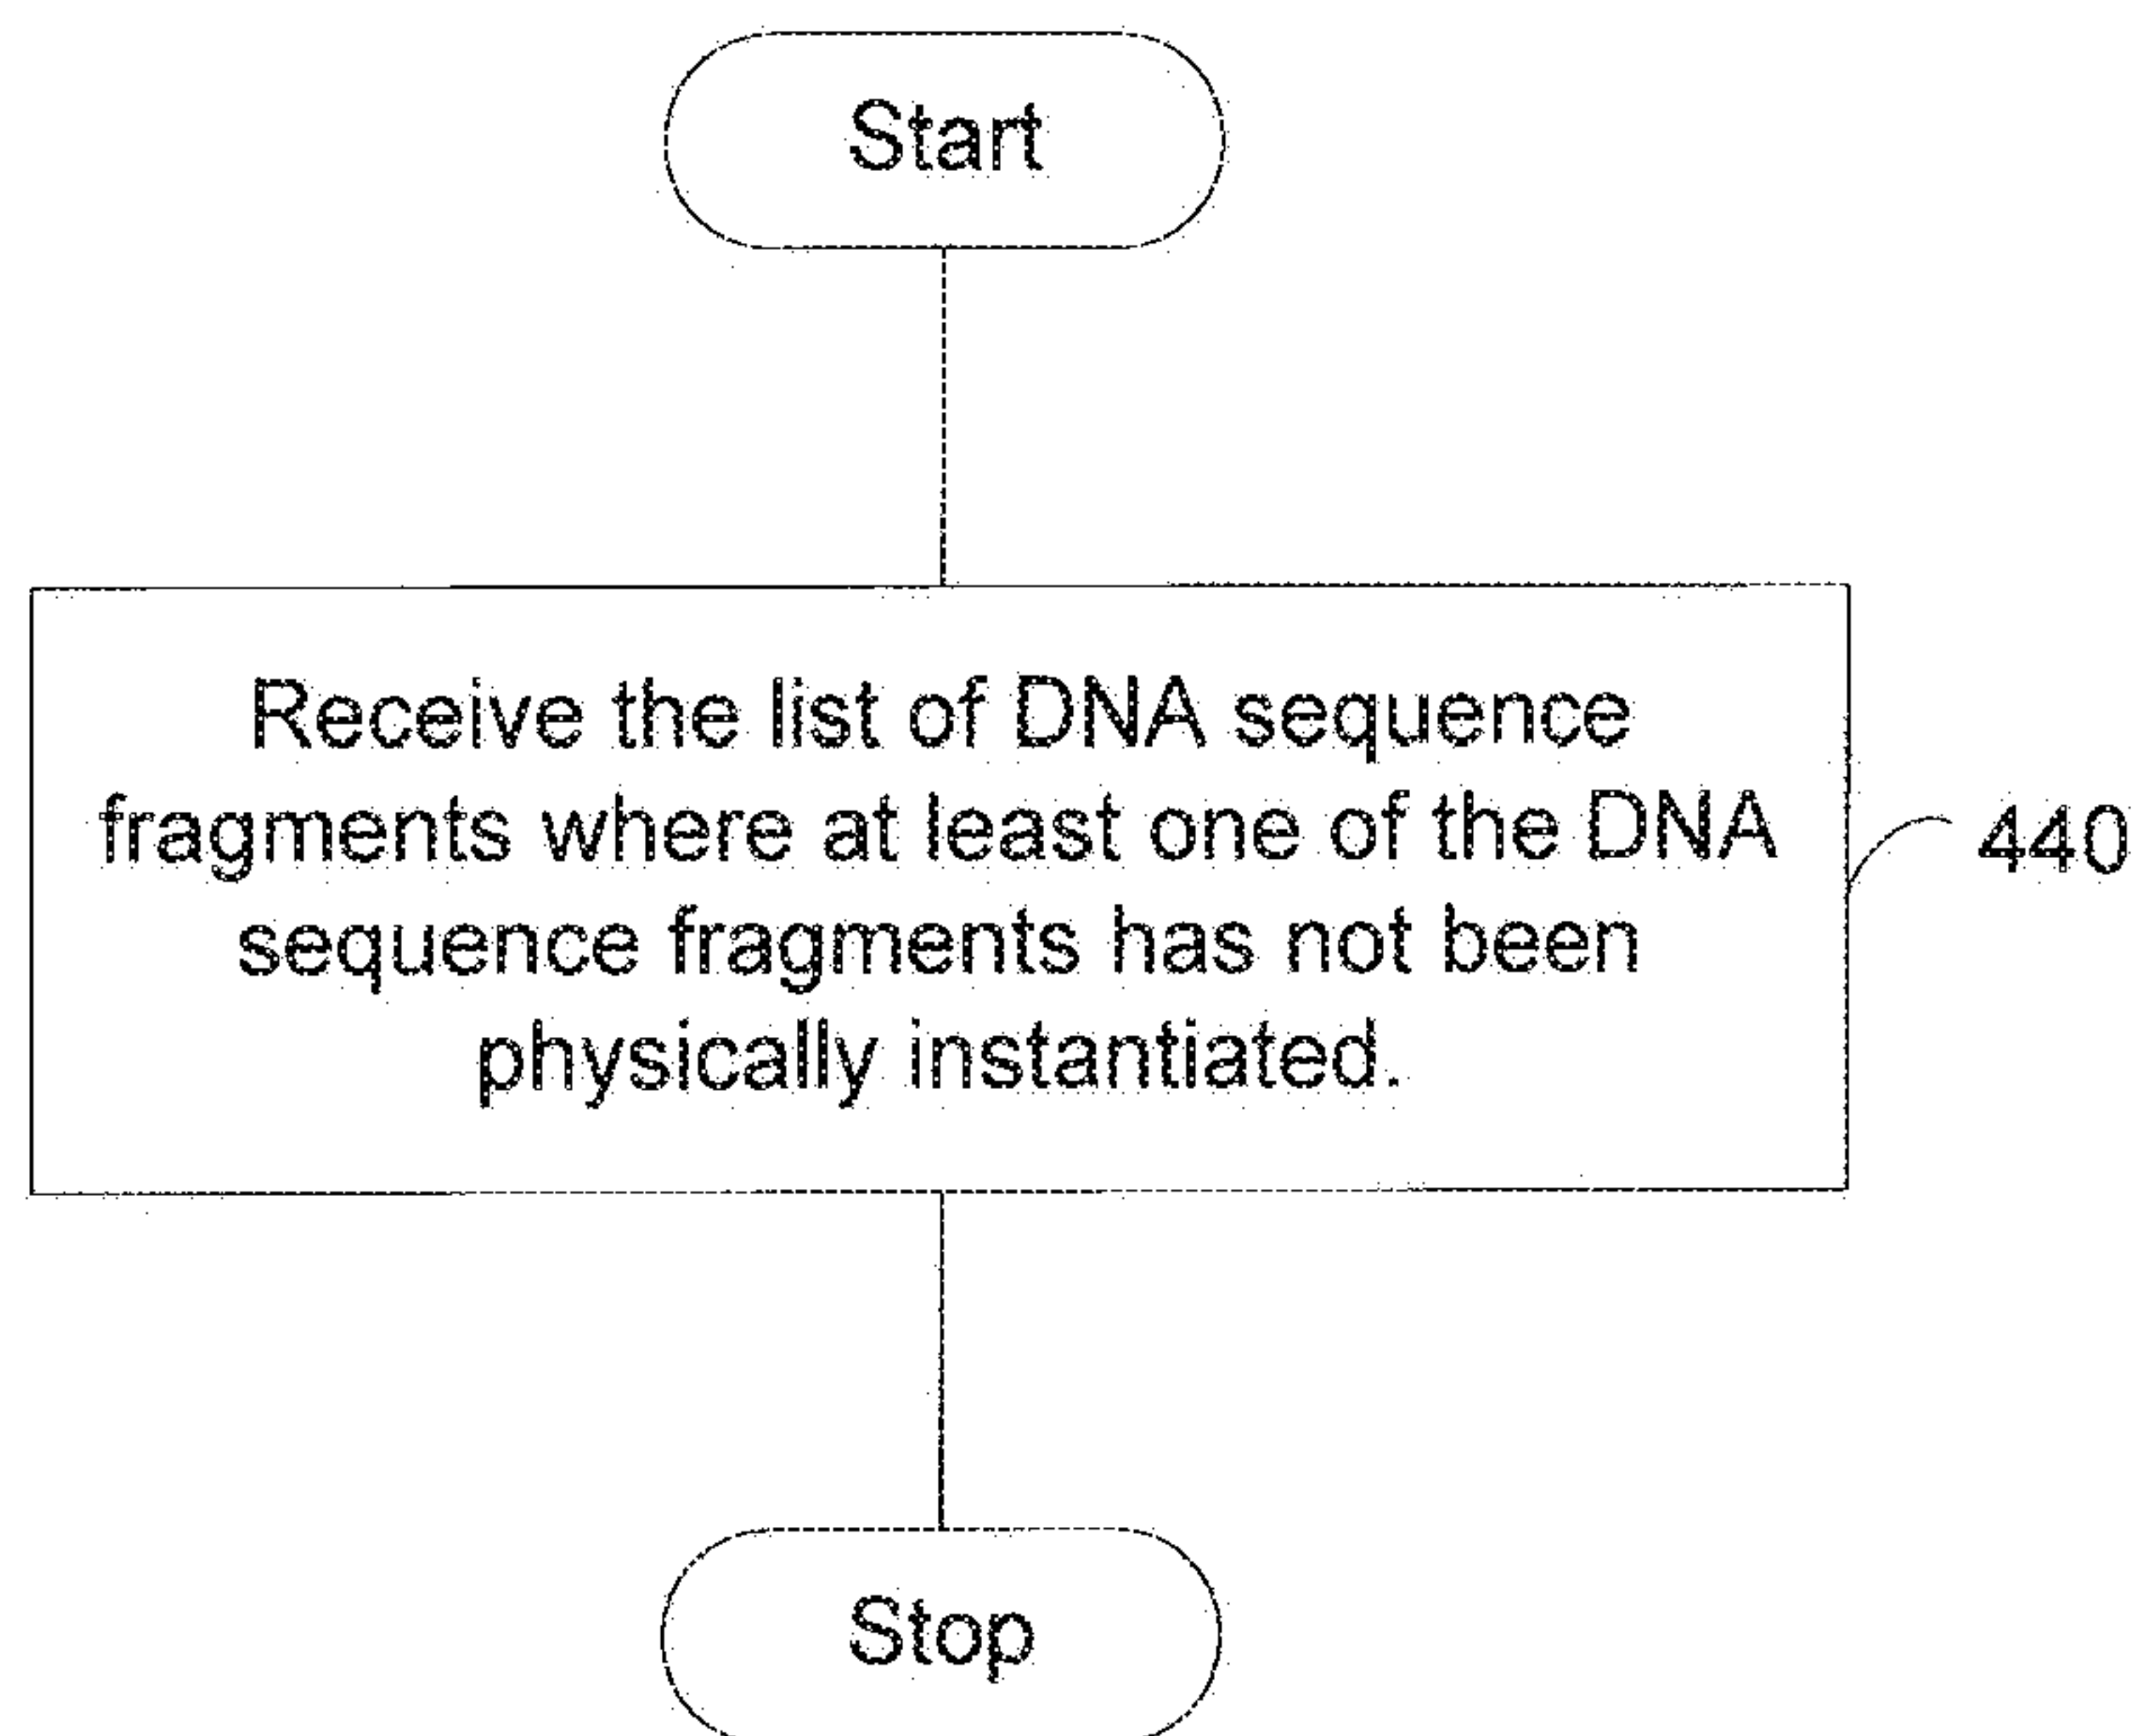 Start
Receive the list of DNA sequence
fragments where at least one of the DNA
sequence fragments has not been
physically instantiated.
440
Stop